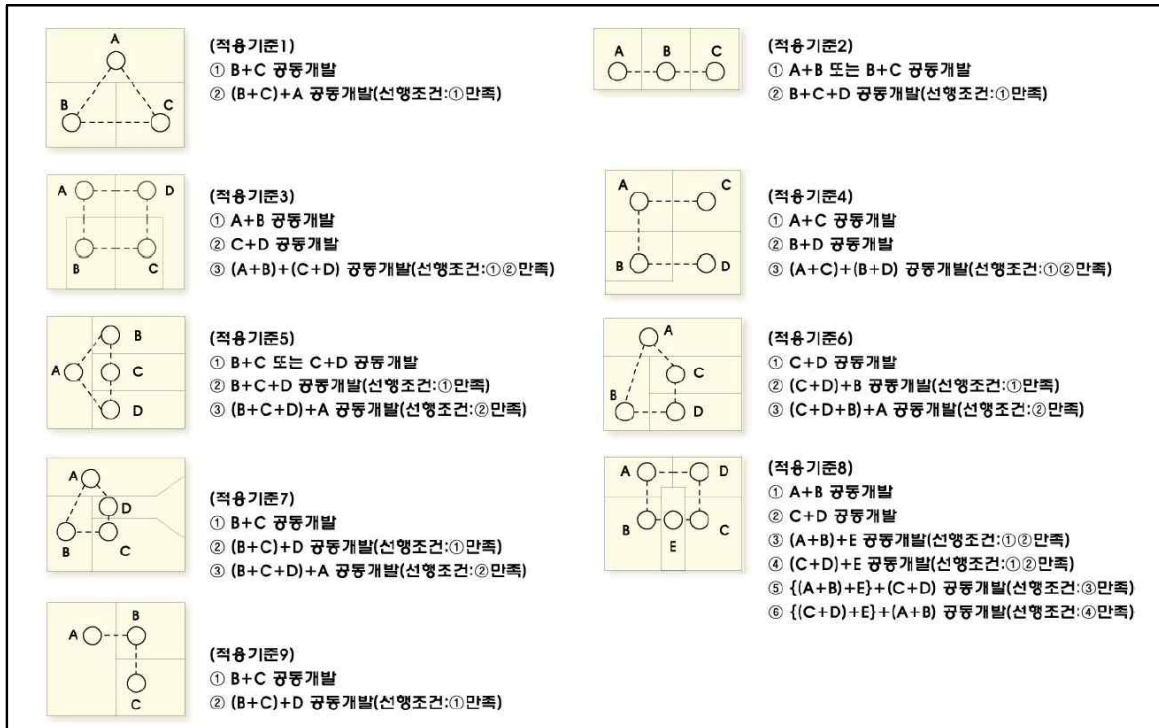 A
B
C
(적용기준1)
① B+C 공동개발
② (B+C)+A 공동개발(선행조건:①만족)
A B C
(적용기준2)
① A+B 또는 B+C 공동개발
② B+C+D 공동개발(선행조건:①만족)
A D
B C
(적용기준3)
① A+B 공동개발
② C+D 공동개발
③ (A+B)+(C+D) 공동개발(선행조건:①②만족)
A C
B D
(적용기준4)
① A+C 공동개발
② B+D 공동개발
③ (A+C)+(B+D) 공동개발(선행조건:①②만족)
B
A C
D
(적용기준5)
① B+C 또는 C+D 공동개발
② B+C+D 공동개발(선행조건:①만족)
③ (B+C+D)+A 공동개발(선행조건:②만족)
A
C
B D
(적용기준6)
① C+D 공동개발
② (C+D)+B 공동개발(선행조건:①만족)
③ (C+D+B)+A 공동개발(선행조건:②만족)
A
D
B C
(적용기준7)
① B+C 공동개발
② (B+C)+D 공동개발(선행조건:①만족)
③ (B+C+D)+A 공동개발(선행조건:②만족)
A D
B C
E
(적용기준8)
① A+B 공동개발
② C+D 공동개발
③ (A+B)+E 공동개발(선행조건:①②만족)
④ (C+D)+E 공동개발(선행조건:①②만족)
⑤ {(A+B)+E}+(C+D) 공동개발(선행조건:③만족)
⑥ {(C+D)+E}+(A+B) 공동개발(선행조건:④만족)
B
A
C
(적용기준9)
① B+C 공동개발
② (B+C)+D 공동개발(선행조건:①만족)